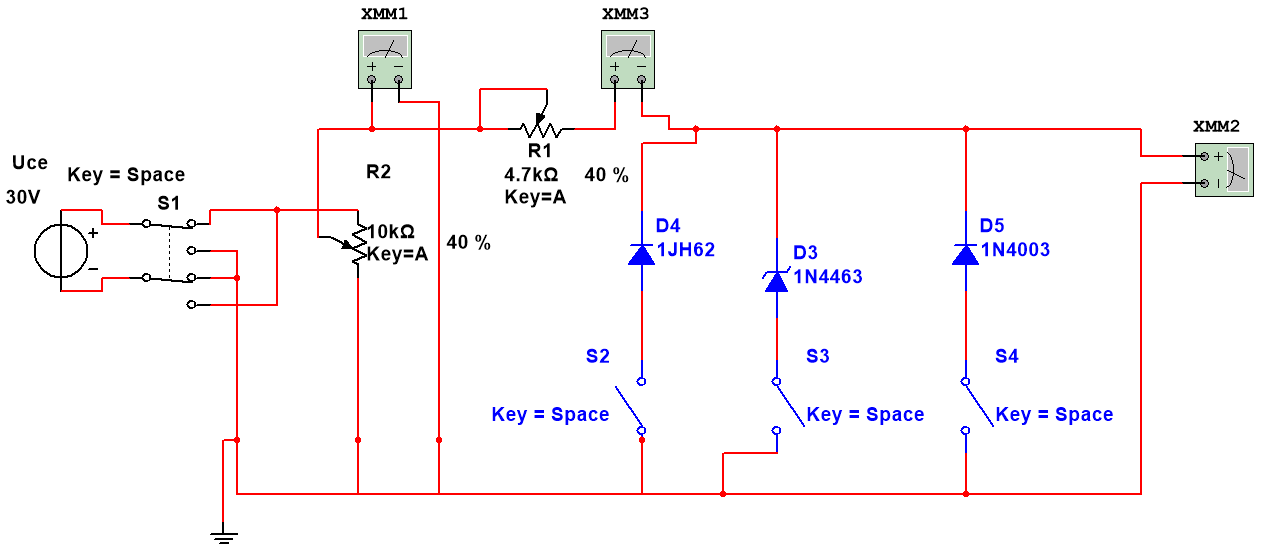 XMM1
XMM3
XMM2
Uce
30V
Key = Space
S1
+
−
R2
10kΩ
Key=A
40 %
+ −
R1
4.7kΩ
Key=A
40 %
+ −
D4
1JH62
D3
1N4463
D5
1N4003
S2
Key = Space
S3
Key = Space
S4
Key = Space
+
−